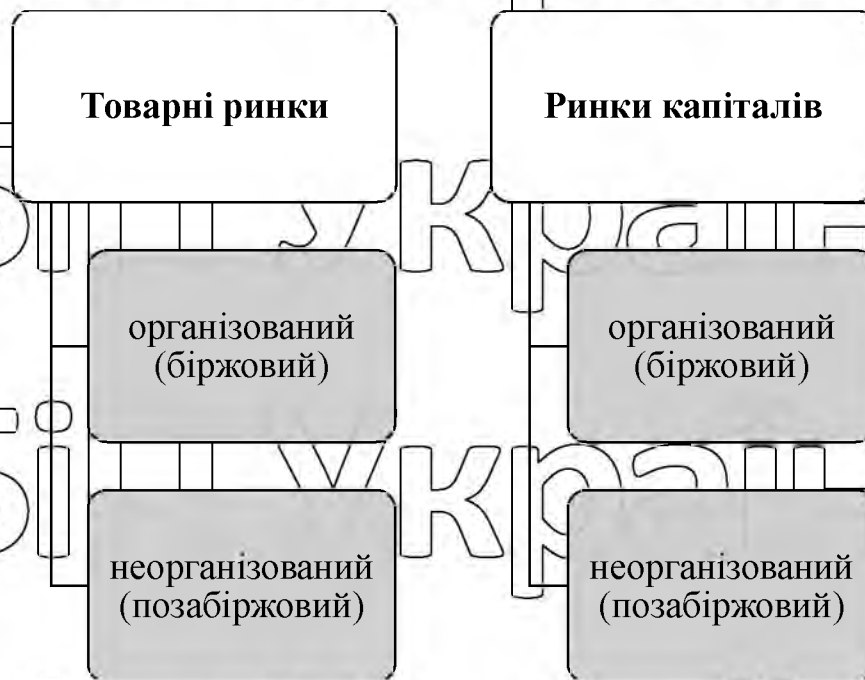 Товарні ринки
організований
(біржовий)
неорганізований
(позабіржовий)
Ринки капіталів
організований
(біржовий)
неорганізований
(позабіржовий)